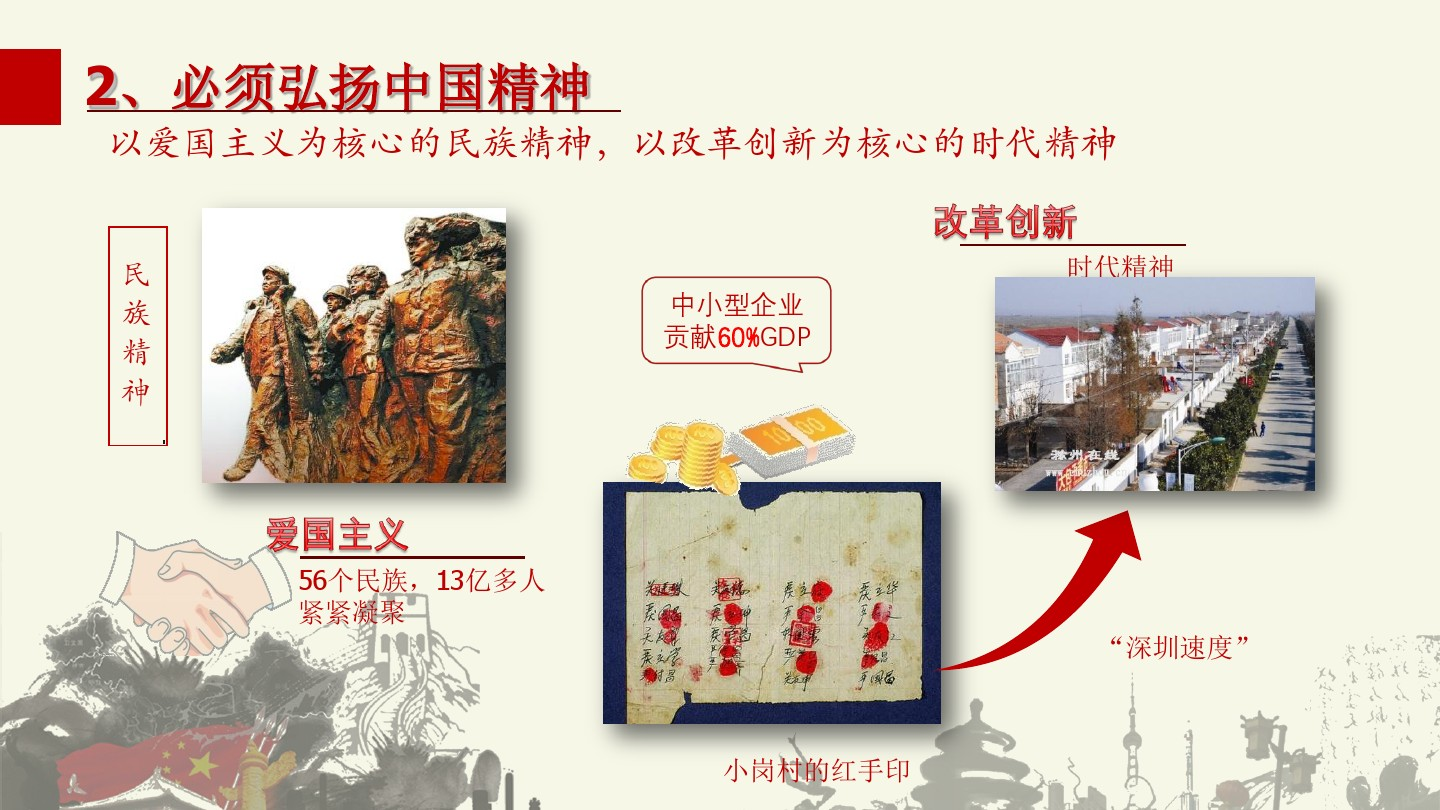 2、必须弘扬中国精神
以爱国主义为核心的民族精神，以改革创新为核心的时代精神
民
族
精
神
改革创新
时代精神
中小型企业
贡献60%GDP
滁州在线
爱国主义
56个民族，13亿多人
紧紧凝聚
“深圳速度”
小岗村的红手印